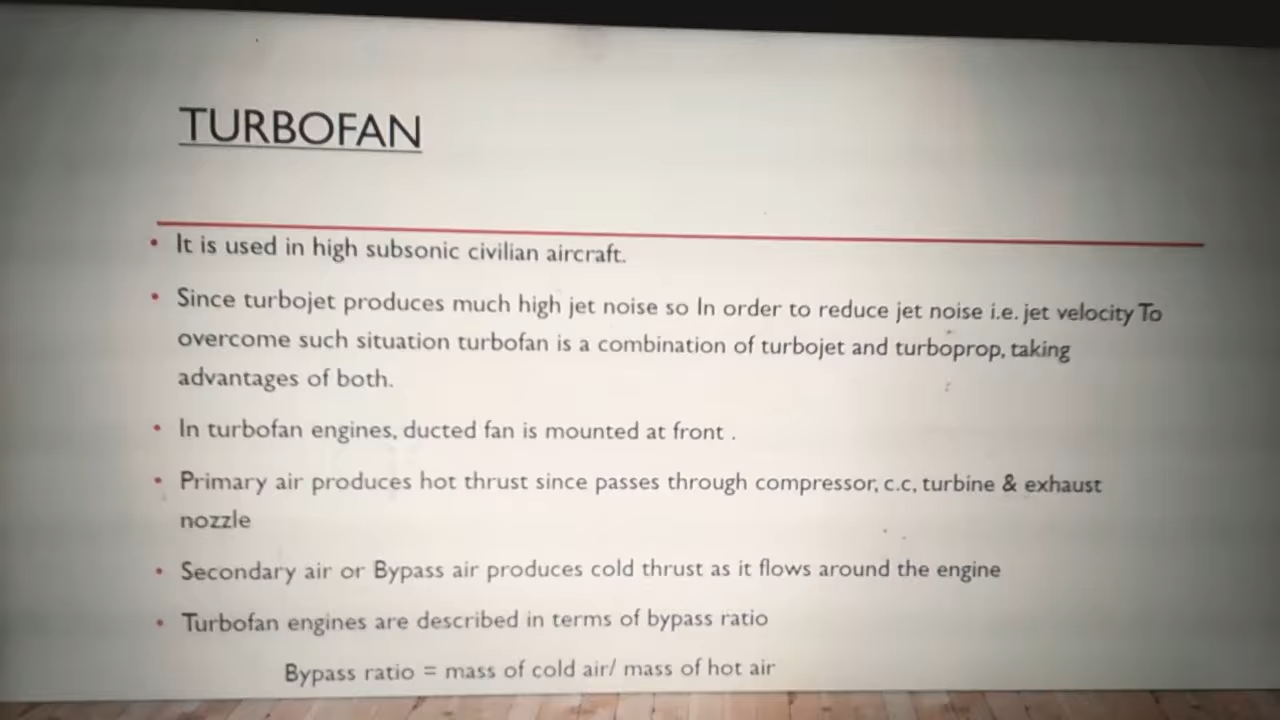 TURBOFAN
• It is used in high subsonic civilian aircraft.
• Since turbojet produces much high jet noise so In order to reduce jet noise i.e. jet velocity To
overcome such situation turbofan is a combination of turbojet and turboprop, taking
advantages of both.
• In turbofan engines, ducted fan is mounted at front .
• Primary air produces hot thrust since passes through compressor, c.c, turbine & exhaust
nozzle
• Secondary air or Bypass air produces cold thrust as it flows around the engine
• Turbofan engines are described in terms of bypass ratio
Bypass ratio = mass of cold air/ mass of hot air